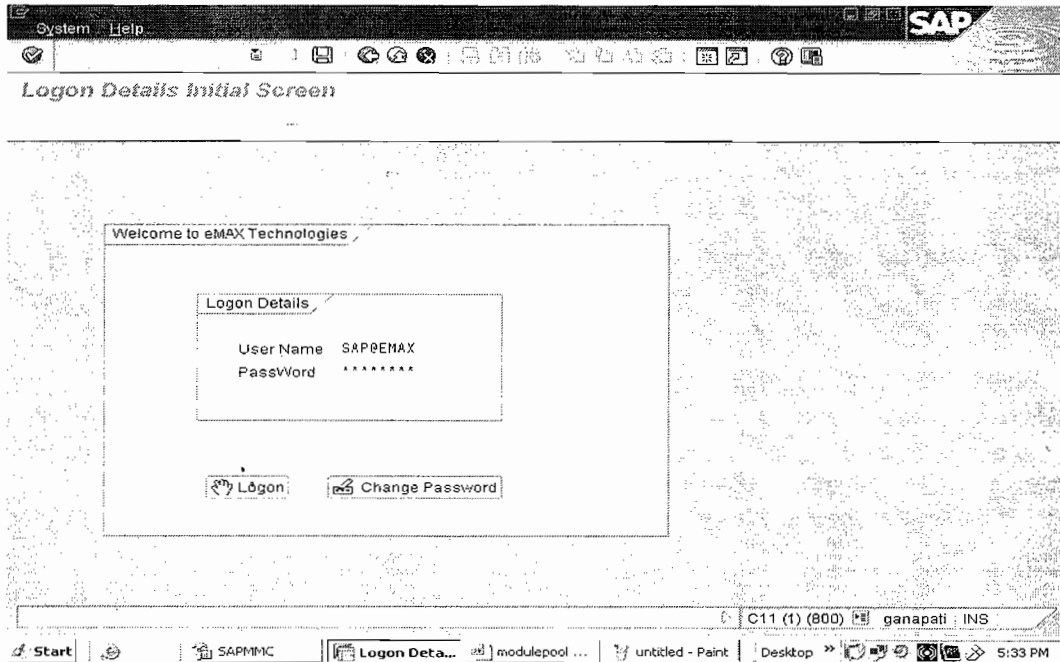 System Help
SAP
Logon Details Initial Screen
Welcome to eMAX Technologies
Logon Details
User Name SAP@EMAX
PassWord ********
Logon Change Password
C11 (1) (800) ganapati INS
Start SAPMMC Logon Deta... modulepool ... untitled - Paint Desktop » 5:33 PM